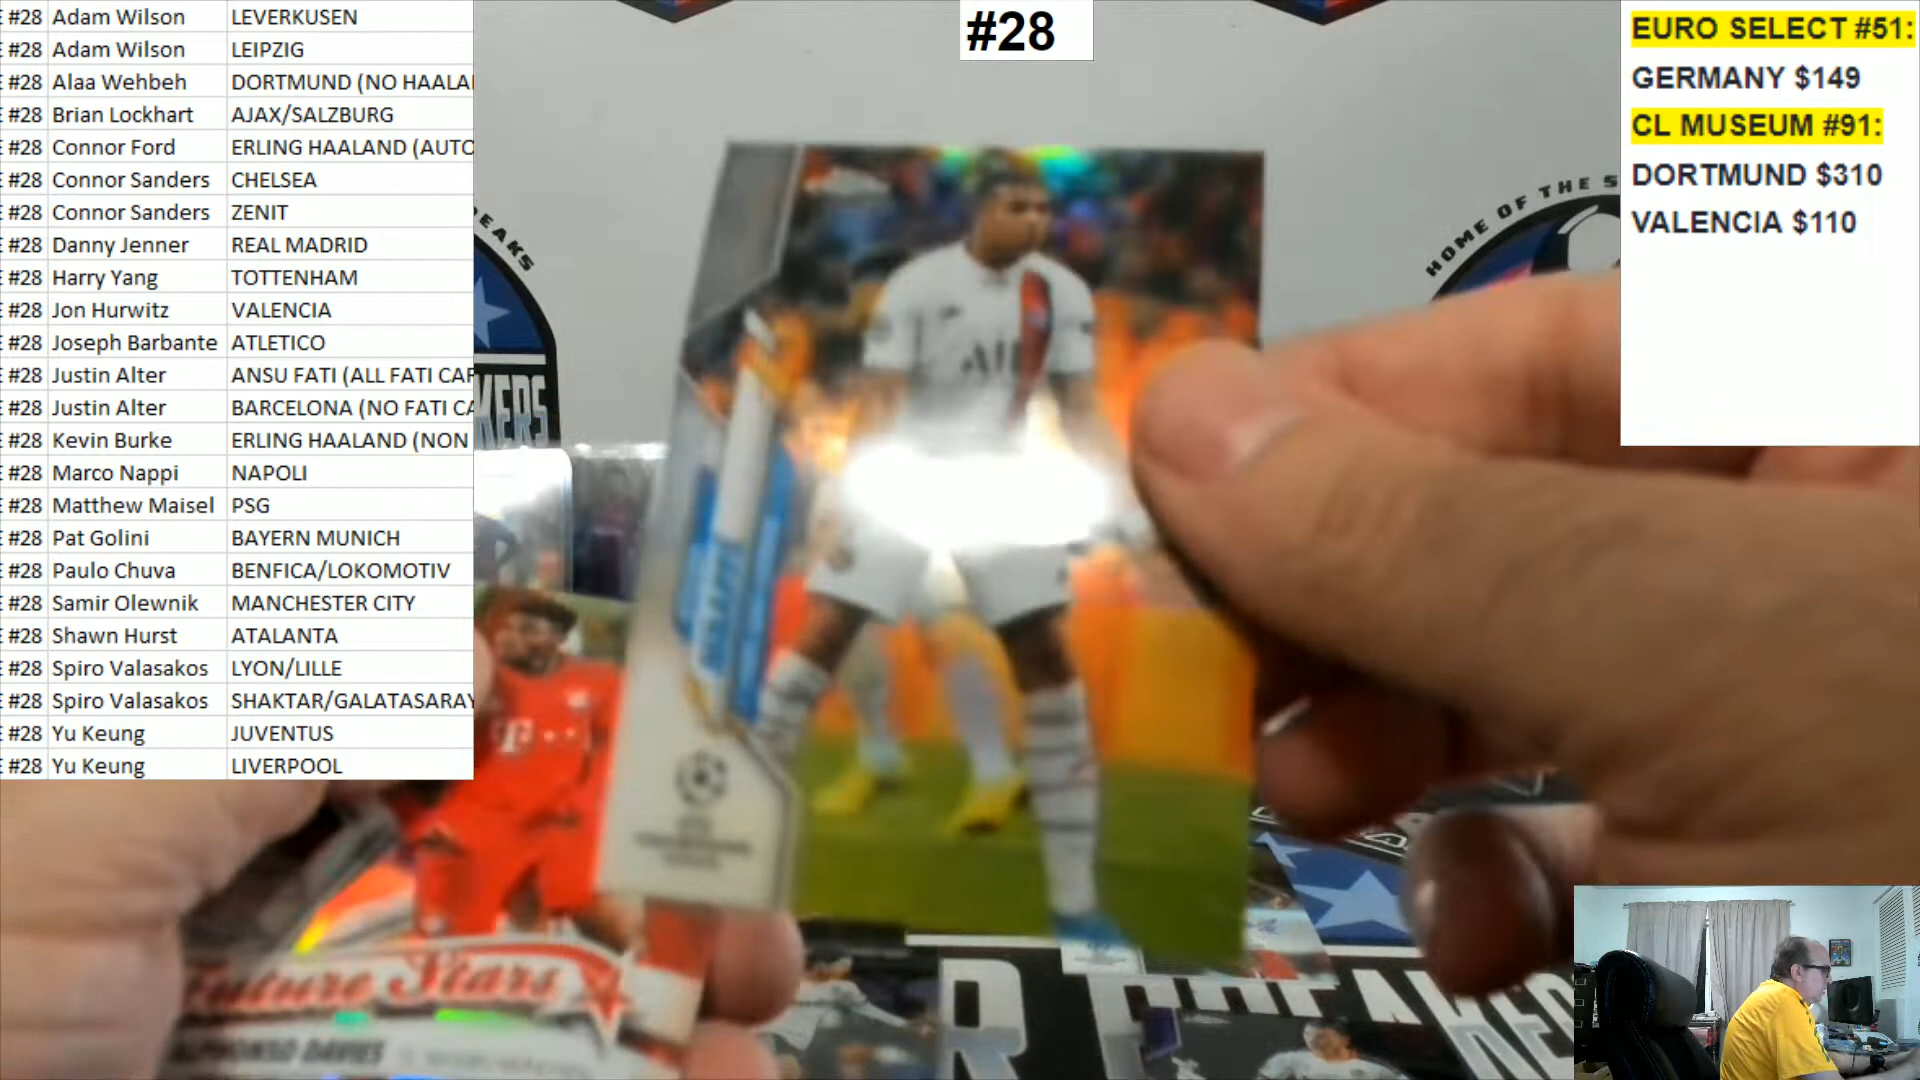 #28
E #28 Adam Wilson LEVERKUSEN
E #28 Adam Wilson LEIPZIG
E #28 Alaa Wehbeh DORTMUND (NO HAALA
E #28 Brian Lockhart AJAX/SALZBURG
E #28 Connor Ford ERLING HAALAND (AUTO
E #28 Connor Sanders CHELSEA
E #28 Connor Sanders ZENIT
E #28 Danny Jenner REAL MADRID
E #28 Harry Yang TOTTENHAM
E #28 Jon Hurwitz VALENCIA
E #28 Joseph Barbante ATLETICO
E #28 Justin Alter ANSU FATI (ALL FATI CAR
E #28 Justin Alter BARCELONA (NO FATI CA
E #28 Kevin Burke ERLING HAALAND (NON
E #28 Marco Nappi NAPOLI
E #28 Matthew Maisel PSG
E #28 Pat Golini BAYERN MUNICH
E #28 Paulo Chuva BENFICA/LOKOMOTIV
E #28 Samir Olewnik MANCHESTER CITY
E #28 Shawn Hurst ATALANTA
E #28 Spiro Valasakos LYON/LILLE
E #28 Spiro Valasakos SHAKTAR/GALATASARAY
E #28 Yu Keung JUVENTUS
E #28 Yu Keung LIVERPOOL
EURO SELECT #51:
GERMANY $149
CL MUSEUM #91:
DORTMUND $310
VALENCIA $110
HOME OF THE S
REAKS
KERS
Future Stars
ALPHONSO DAVIES